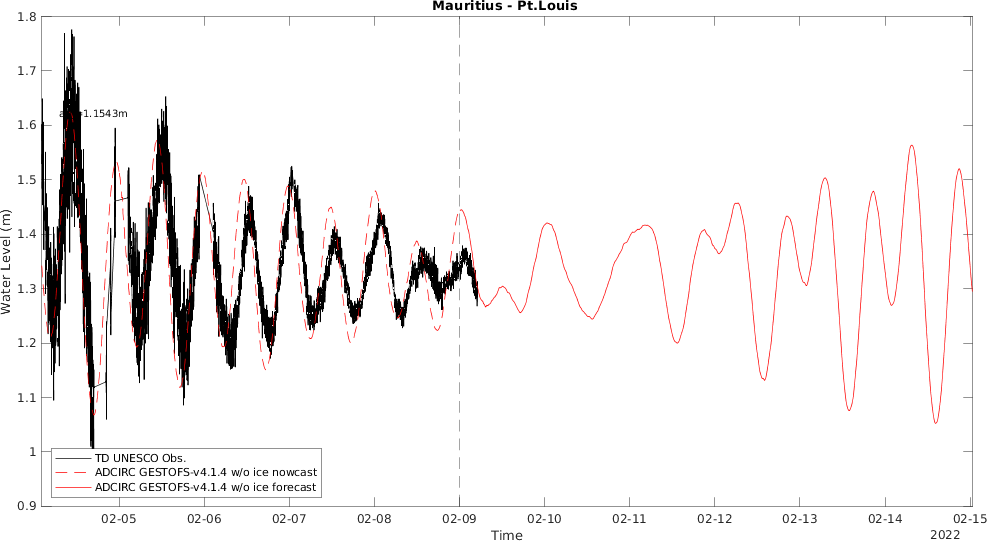 Mauritius - Pt.Louis
1.8
1.7
1.6
1.5
1.4
1.3
1.2
1.1
1
0.9
Water Level (m)
=1.1543m
TD UNESCO Obs.
ADCIRC GESTOFS-v4.1.4 w/o ice nowcast
ADCIRC GESTOFS-v4.1.4 w/o ice forecast
02-05 02-06 02-07 02-08 02-09 02-10 02-11 02-12 02-13 02-14 02-15
Time
2022